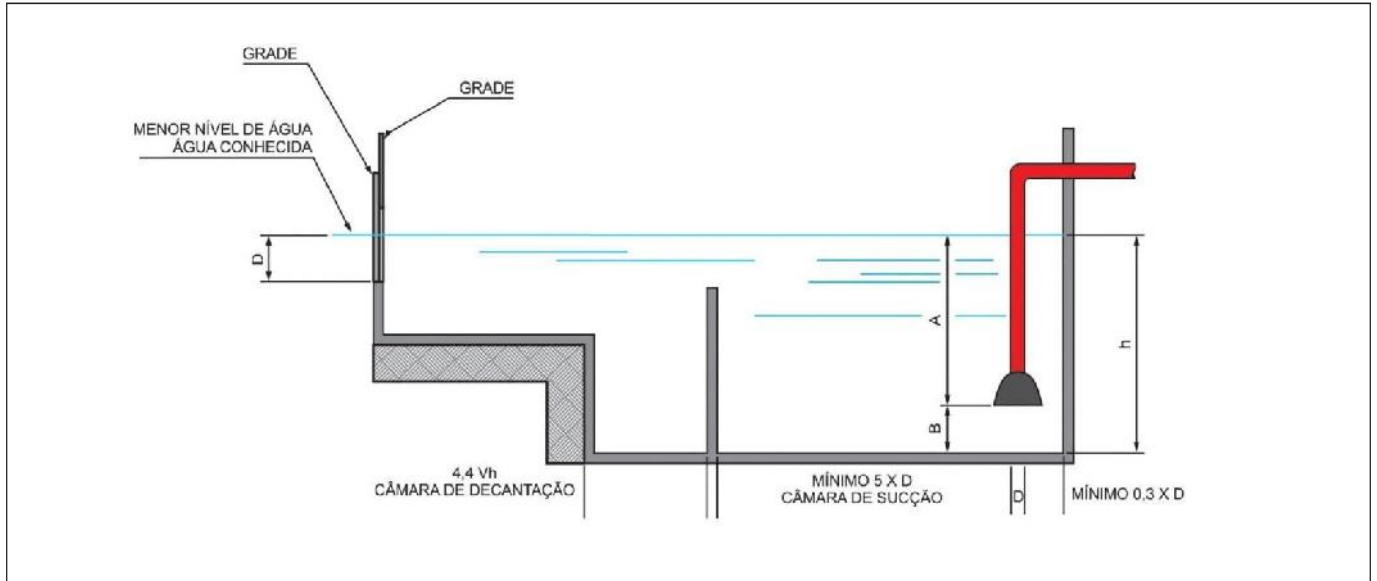 GRADE
GRADE
MENOR NÍVEL DE ÁGUA
ÁGUA CONHECIDA
D
A
h
B
4,4 Vh
CÂMARA DE DECANTAÇÃO
MÍNIMO 5 X D
CÂMARA DE SUCÇÃO
D
MÍNIMO 0,3 X D